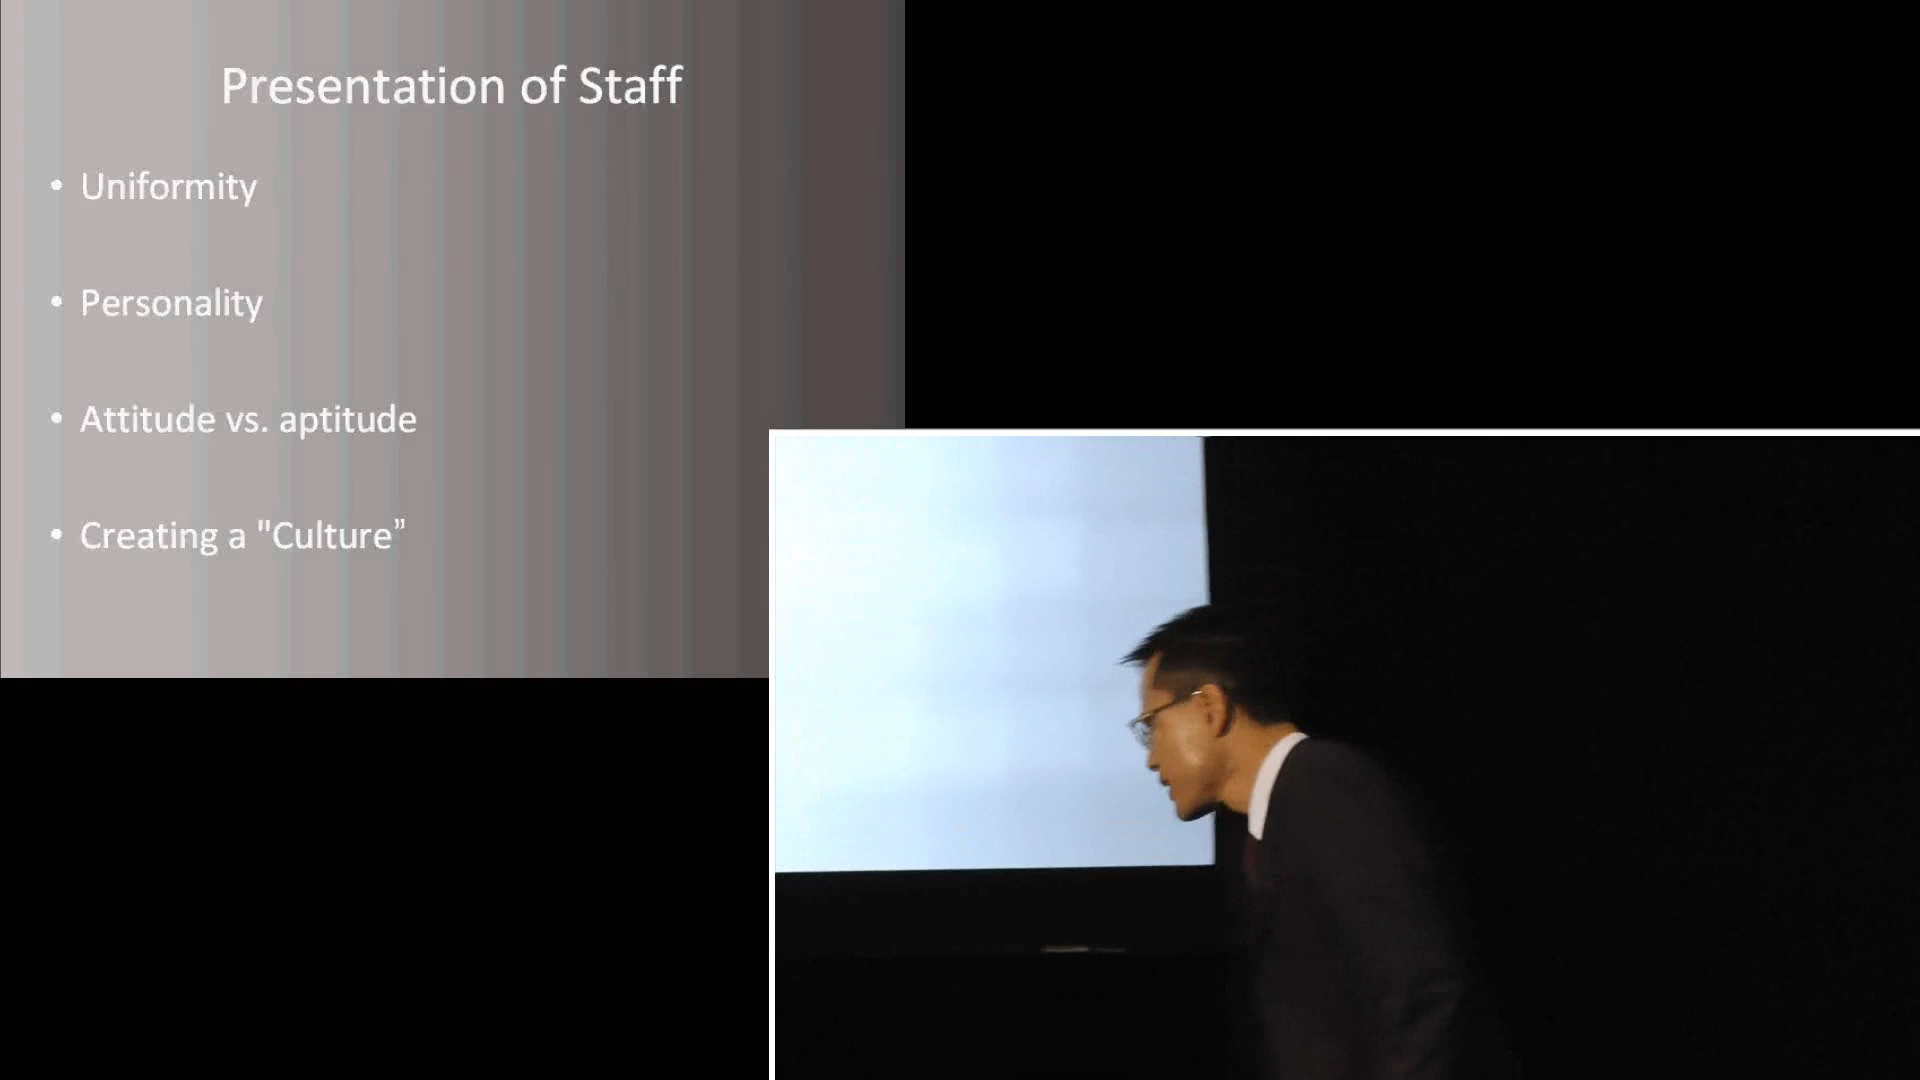 Presentation of Staff
• Uniformity
• Personality
• Attitude vs. aptitude
• Creating a "Culture”